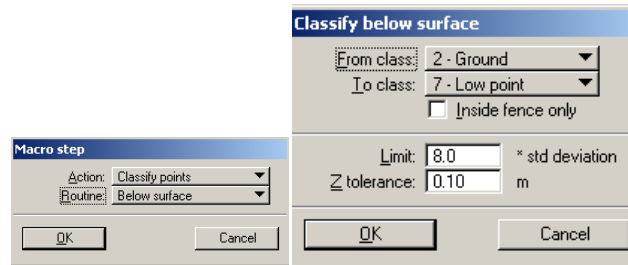 Macro step
Action: Classify points
Routine: Below surface
OK Cancel
Classify below surface
From class: 2 - Ground
To class: 7 - Low point
Inside fence only
Limit: 8.0 * std deviation
Z tolerance: 0.10 m
OK Cancel